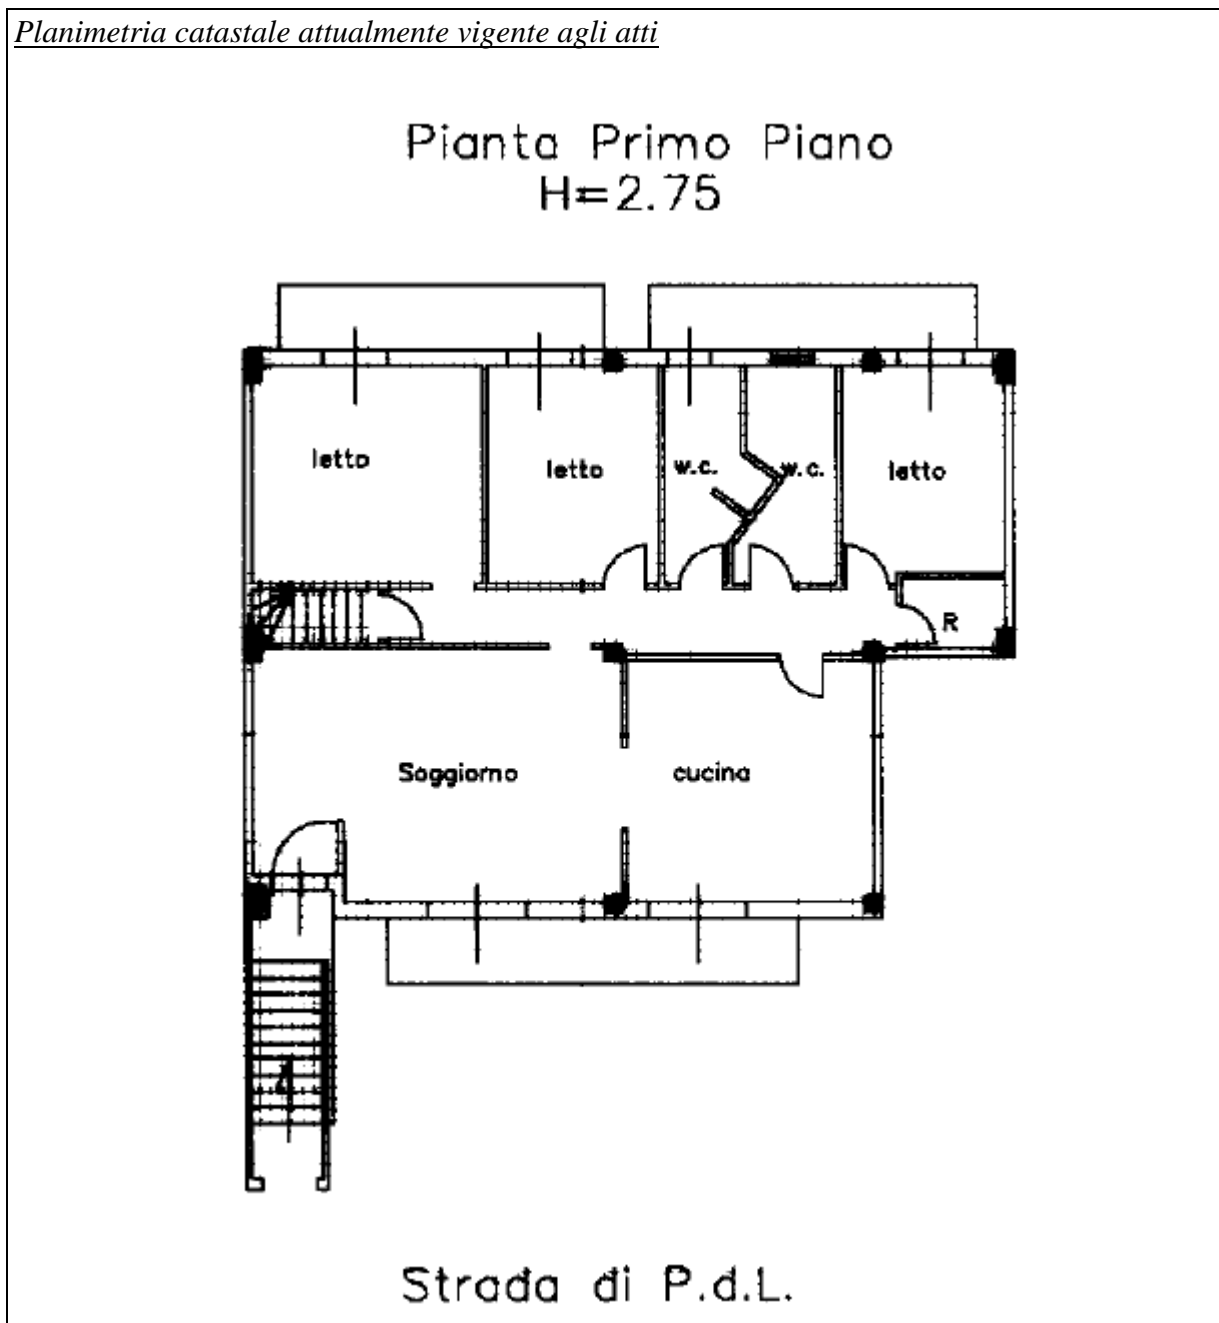 Planimetria catastale attualmente vigente agli atti
Pianta Primo Piano
H=2.75
letto
letto
w.c.
w.c.
letto
R
Soggiorno
cucina
Strada di P.d.L.